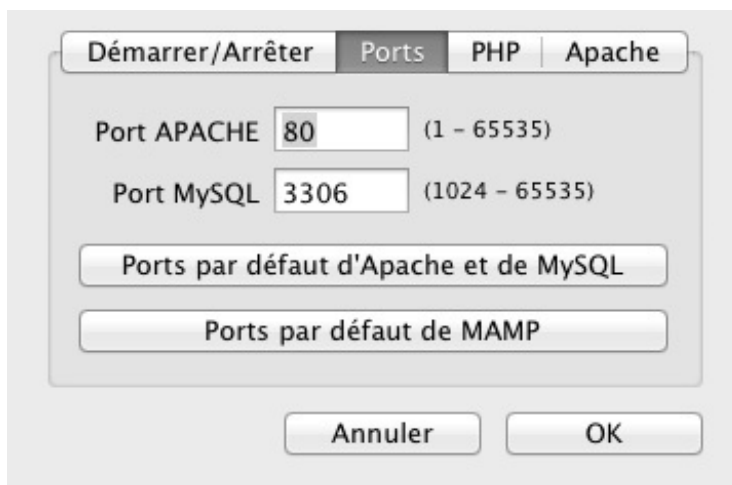 Démarrer/Arrêter Ports PHP Apache
Port APACHE 80 (1 – 65535)
Port MySQL 3306 (1024 – 65535)
Ports par défaut d'Apache et de MySQL
Ports par défaut de MAMP
Annuler OK